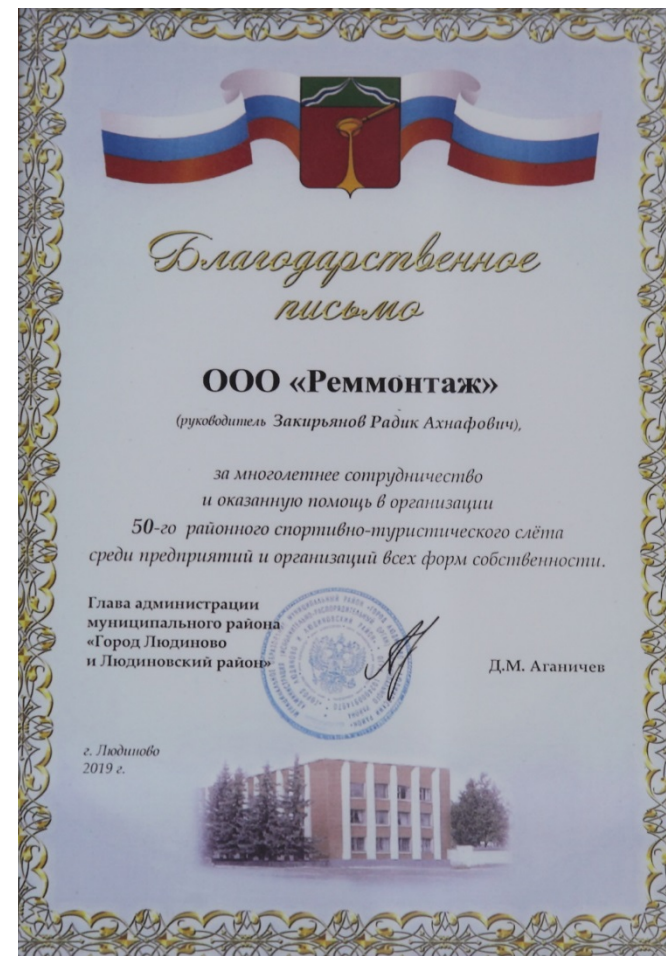 Благодарственное
письмо
ООО «Реммонтаж»
(руководитель Закирьянов Радик Ахнафович),
за многолетнее сотрудничество
и оказанную помощь в организации
50-го районного спортивно-туристического слёта
среди предприятий и организаций всех форм собственности.
Глава администрации
муниципального района
«Город Людиново
и Людиновский район»
Д.М. Аганичев
г. Людиново
2019 г.